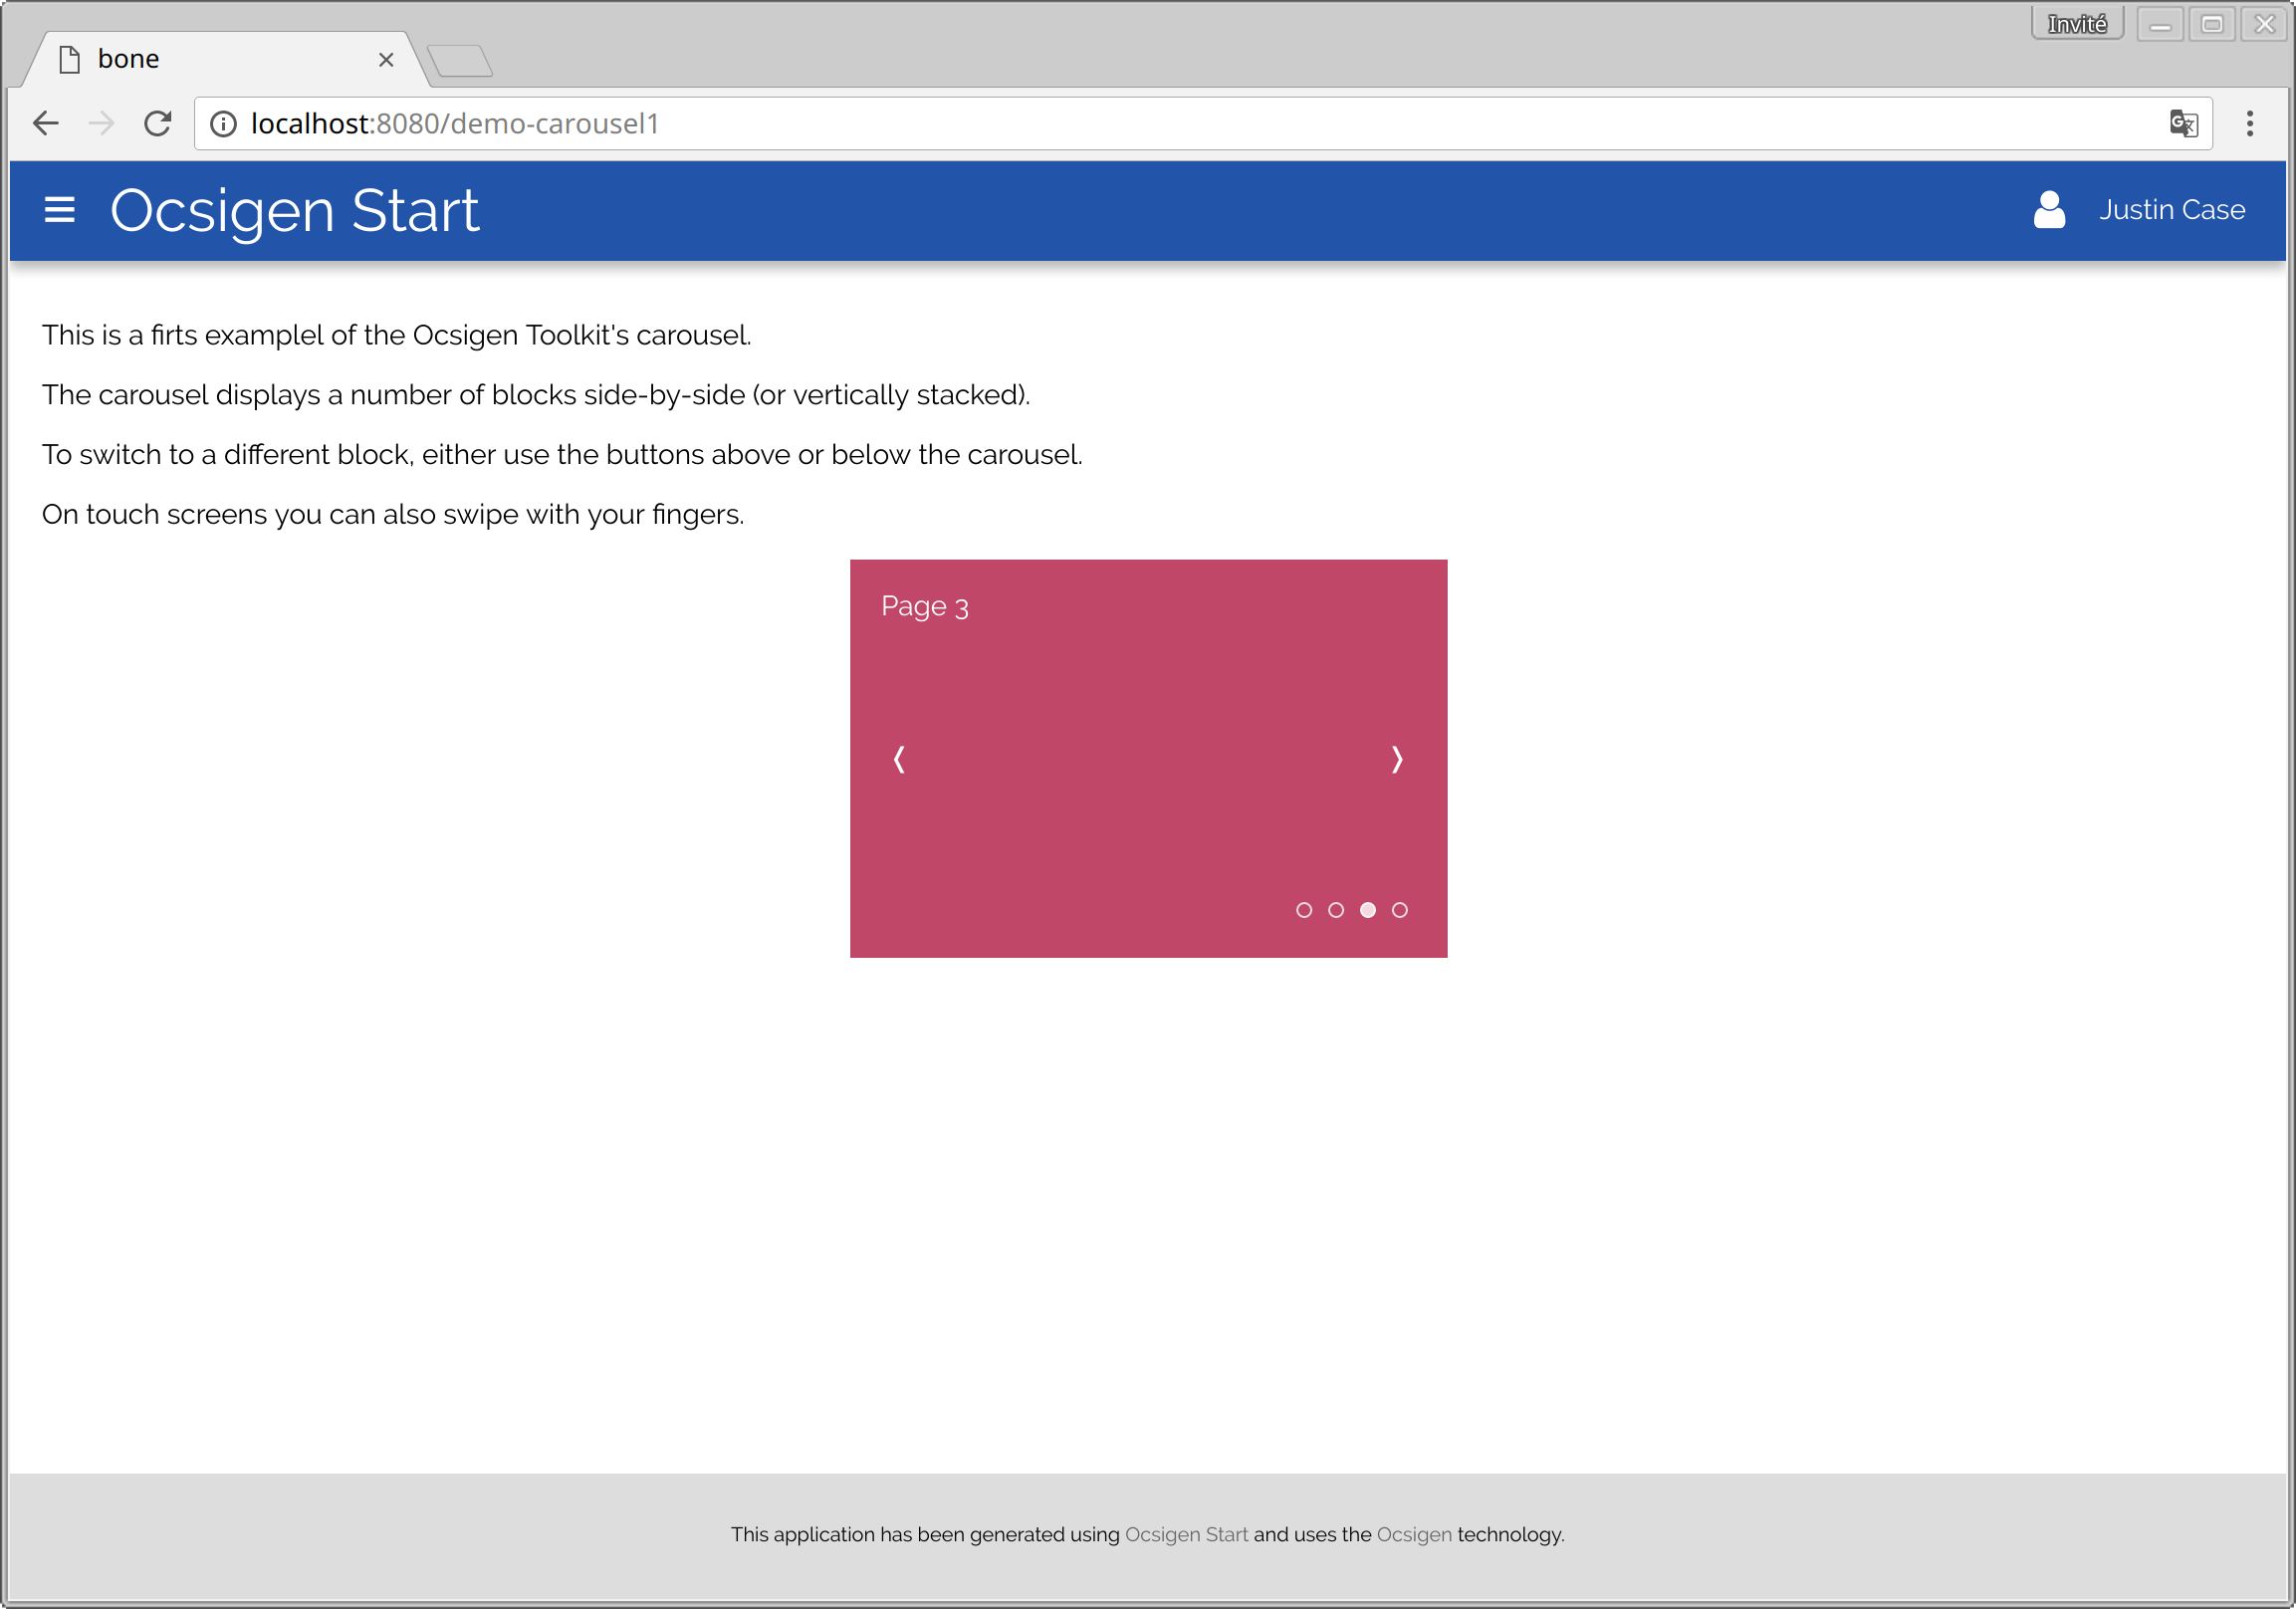 Invité
bone
localhost:8080/demo-carousel1
Ocsigen Start
Justin Case
This is a firts examplel of the Ocsigen Toolkit's carousel.
The carousel displays a number of blocks side-by-side (or vertically stacked).
To switch to a different block, either use the buttons above or below the carousel.
On touch screens you can also swipe with your fingers.
Page 3
This application has been generated using Ocsigen Start and uses the Ocsigen technology.